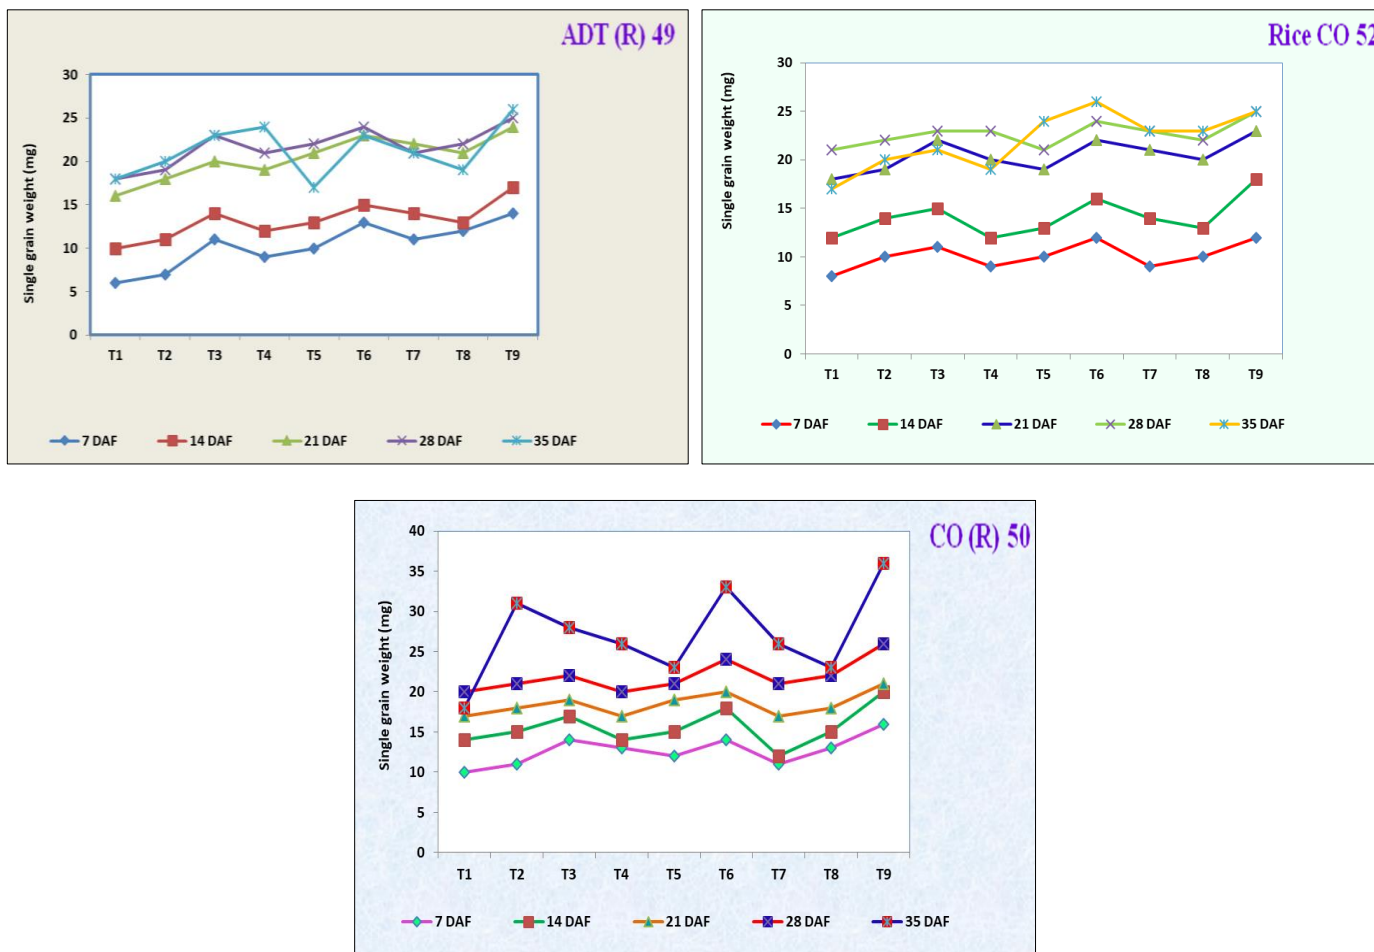 ADT (R) 49
Single grain weight (mg)
30
25
20
15
10
5
0
T1 T2 T3 T4 T5 T6 T7 T8 T9
7 DAF 14 DAF 21 DAF 28 DAF 35 DAF
Rice CO 52
Single grain weight (mg)
30
25
20
15
10
5
0
T1 T2 T3 T4 T5 T6 T7 T8 T9
7 DAF 14 DAF 21 DAF 28 DAF 35 DAF
CO (R) 50
Single grain weight (mg)
40
35
30
25
20
15
10
5
0
T1 T2 T3 T4 T5 T6 T7 T8 T9
7 DAF 14 DAF 21 DAF 28 DAF 35 DAF